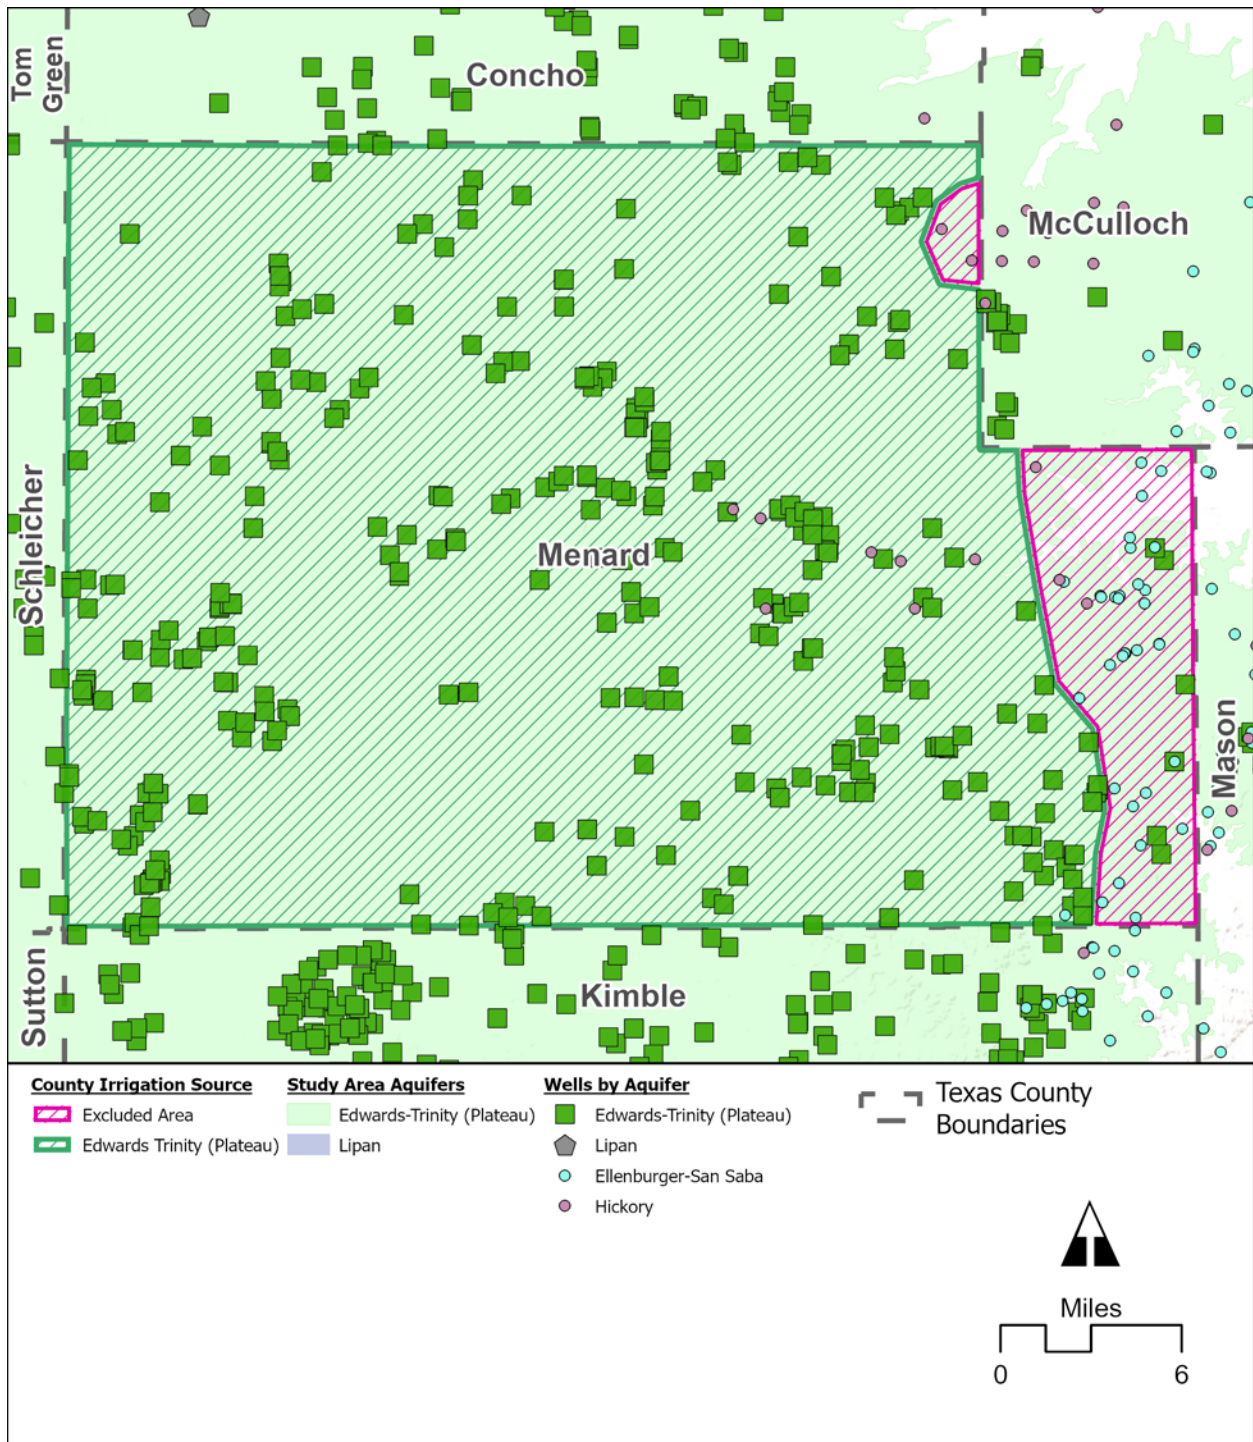 Tom
Green
Concho
McCulloch
Schleicher
Menard
Mason
Sutton
Kimble
County Irrigation Source
Excluded Area
Edwards Trinity (Plateau)
Study Area Aquifers
Edwards-Trinity (Plateau)
Lipan
Wells by Aquifer
Edwards-Trinity (Plateau)
Lipan
Ellenburger-San Saba
Hickory
Texas County
Boundaries
Miles
0 6